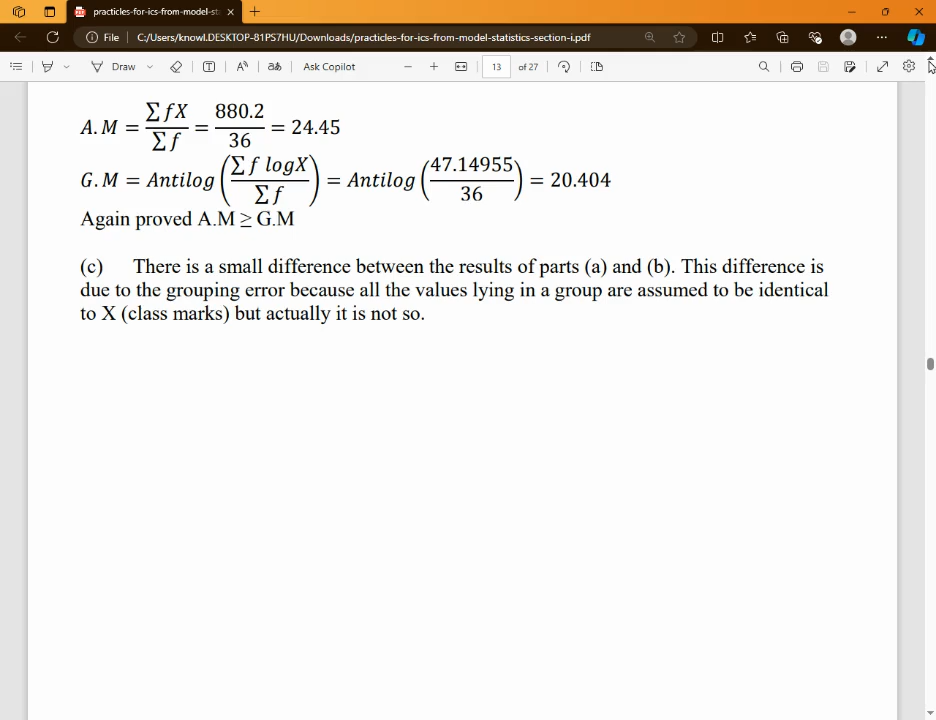 practicles-for-ics-from-model-st
File C:/Users/knowl.DESKTOP-81PS7HU/Downloads/practicles-for-ics-from-model-statistics-section-i.pdf
Draw Ask Copilot 13 of 27
A.M = ∑fX / ∑f = 880.2 / 36 = 24.45
G.M = Antilog (∑f logX / ∑f) = Antilog (47.14955 / 36) = 20.404
Again proved A.M ≥ G.M
(c) There is a small difference between the results of parts (a) and (b). This difference is
due to the grouping error because all the values lying in a group are assumed to be identical
to X (class marks) but actually it is not so.